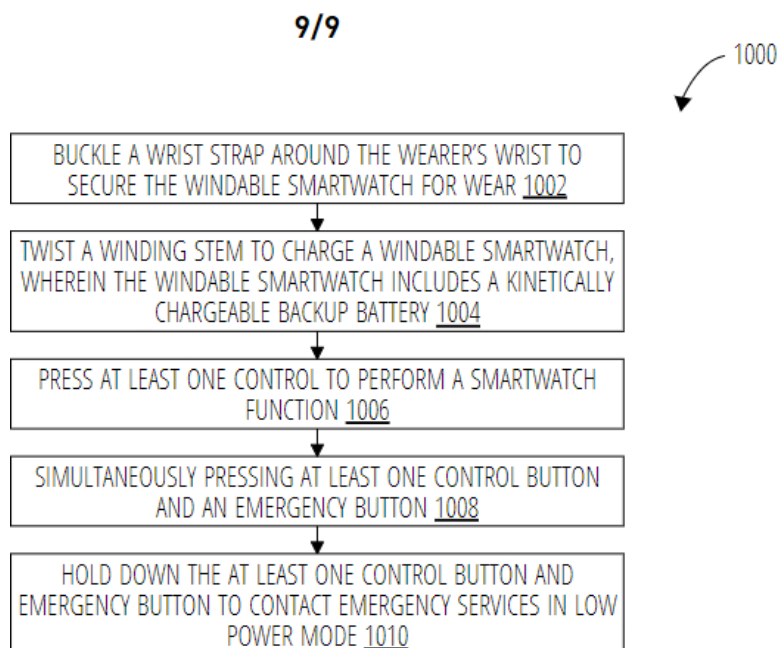 9/9
1000
BUCKLE A WRIST STRAP AROUND THE WEARER'S WRIST TO
SECURE THE WINDABLE SMARTWATCH FOR WEAR 1002
TWIST A WINDING STEM TO CHARGE A WINDABLE SMARTWATCH,
WHEREIN THE WINDABLE SMARTWATCH INCLUDES A KINETICALLY
CHARGEABLE BACKUP BATTERY 1004
PRESS AT LEAST ONE CONTROL TO PERFORM A SMARTWATCH
FUNCTION 1006
SIMULTANEOUSLY PRESSING AT LEAST ONE CONTROL BUTTON
AND AN EMERGENCY BUTTON 1008
HOLD DOWN THE AT LEAST ONE CONTROL BUTTON AND
EMERGENCY BUTTON TO CONTACT EMERGENCY SERVICES IN LOW
POWER MODE 1010